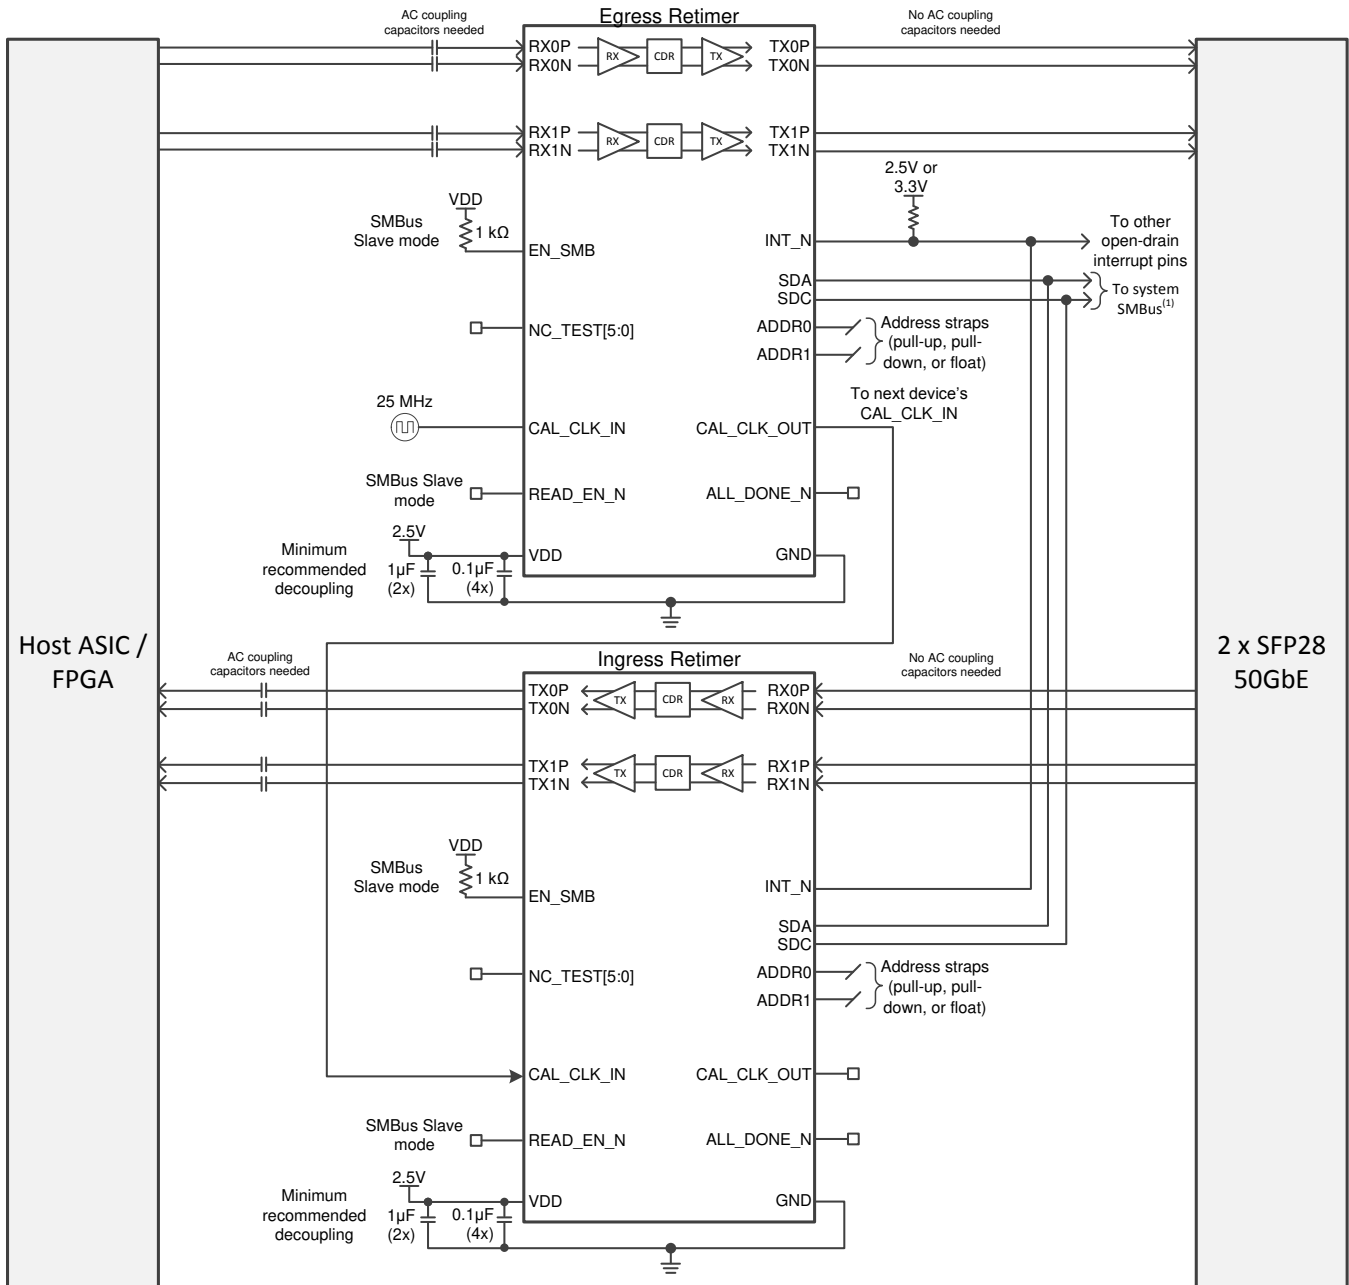 AC coupling
capacitors needed
Egress Retimer
No AC coupling
capacitors needed
RX0P
RX0N
RX
CDR
TX
TX0P
TX0N
RX1P
RX1N
RX
CDR
TX
TX1P
TX1N
2.5V or
3.3V
VDD
SMBus
Slave mode
1 kΩ
EN_SMB
INT_N
To other
open-drain
interrupt pins
SDA
SDC
To system
SMBus(1)
NC_TEST[5:0]
ADDR0
ADDR1
Address straps
(pull-up, pull-
down, or float)
25 MHz
CAL_CLK_IN
CAL_CLK_OUT
To next device's
CAL_CLK_IN
SMBus Slave
mode
READ_EN_N
ALL_DONE_N
2.5V
Minimum
recommended
decoupling
1µF
(2x)
0.1µF
(4x)
VDD
GND
Host ASIC /
FPGA
2 x SFP28
50GbE
AC coupling
capacitors needed
Ingress Retimer
No AC coupling
capacitors needed
TX0P
TX0N
TX
CDR
RX
RX0P
RX0N
TX1P
TX1N
TX
CDR
RX
RX1P
RX1N
VDD
SMBus
Slave mode
1 kΩ
EN_SMB
INT_N
SDA
SDC
NC_TEST[5:0]
ADDR0
ADDR1
Address straps
(pull-up, pull-
down, or float)
CAL_CLK_IN
CAL_CLK_OUT
SMBus Slave
mode
READ_EN_N
ALL_DONE_N
2.5V
Minimum
recommended
decoupling
1µF
(2x)
0.1µF
(4x)
VDD
GND